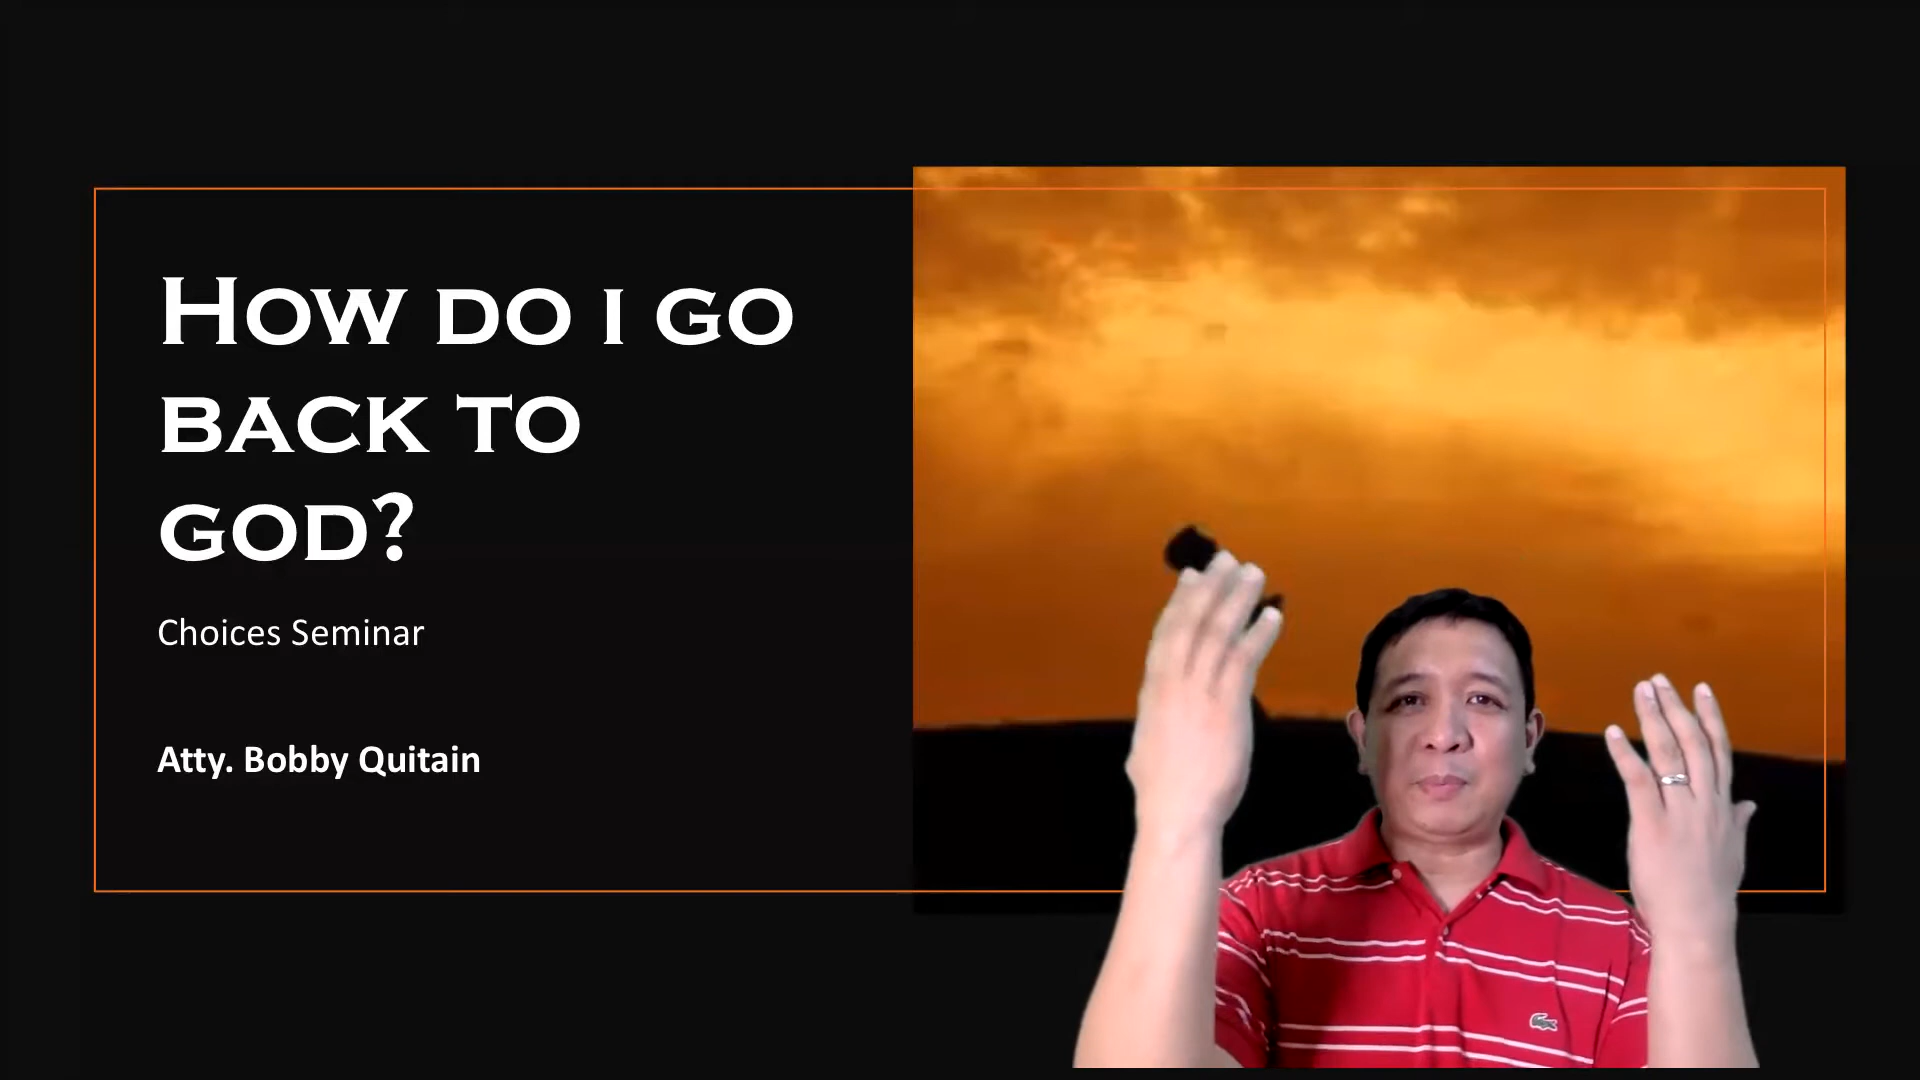 How do i go
back to
god?
Choices Seminar
Atty. Bobby Quitain